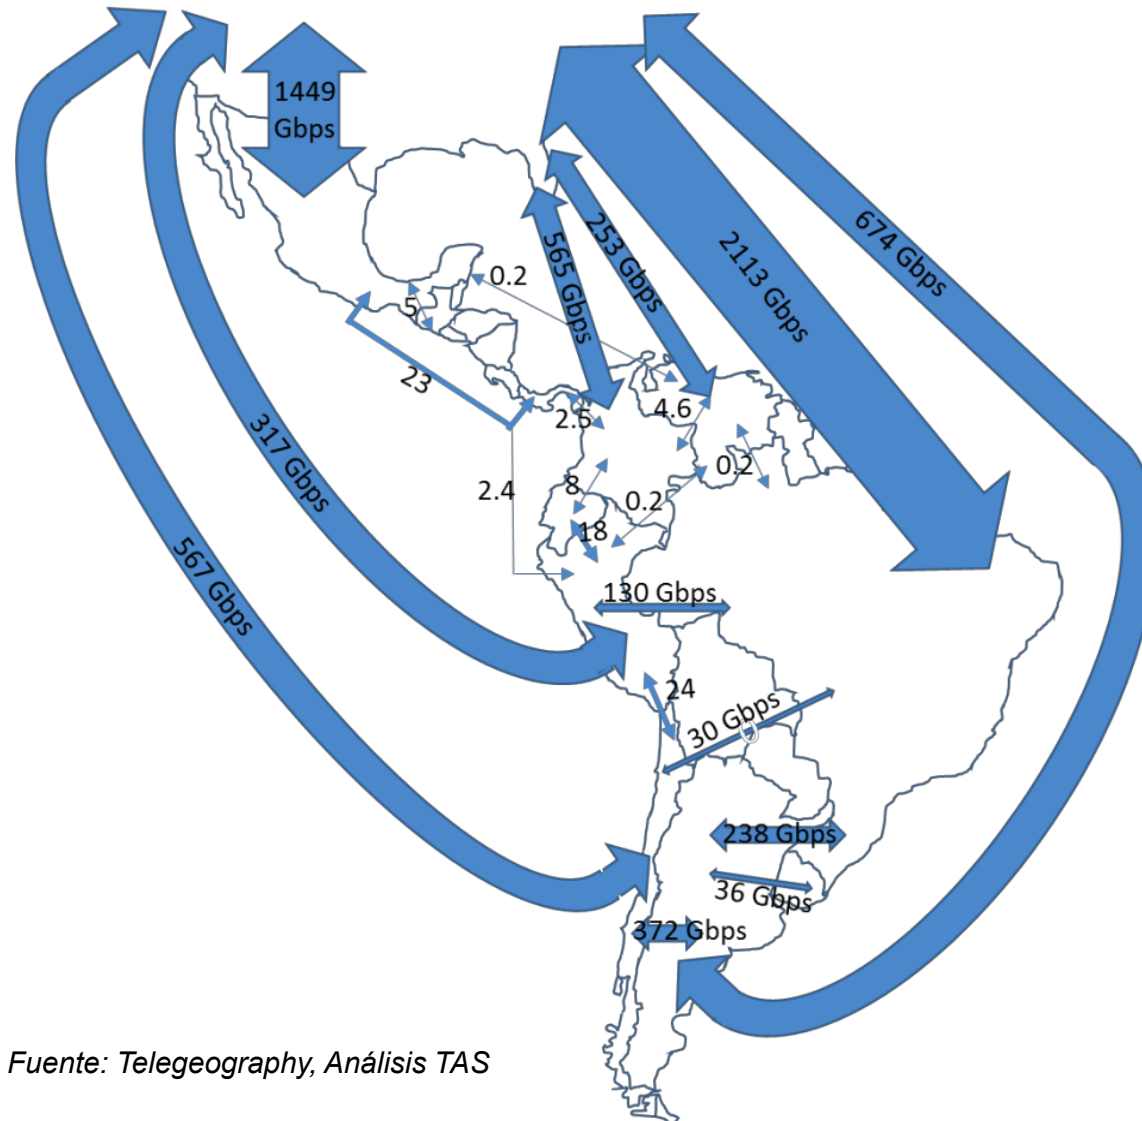 1449
Gbps
674 Gbps
2113 Gbps
253 Gbps
565 Gbps
0.2
5
23
2.5
4.6
0.2
317 Gbps
2.4
8
0.2
18
567 Gbps
130 Gbps
24
30 Gbps
238 Gbps
36 Gbps
372 Gbps
Fuente: Telegeography, Análisis TAS